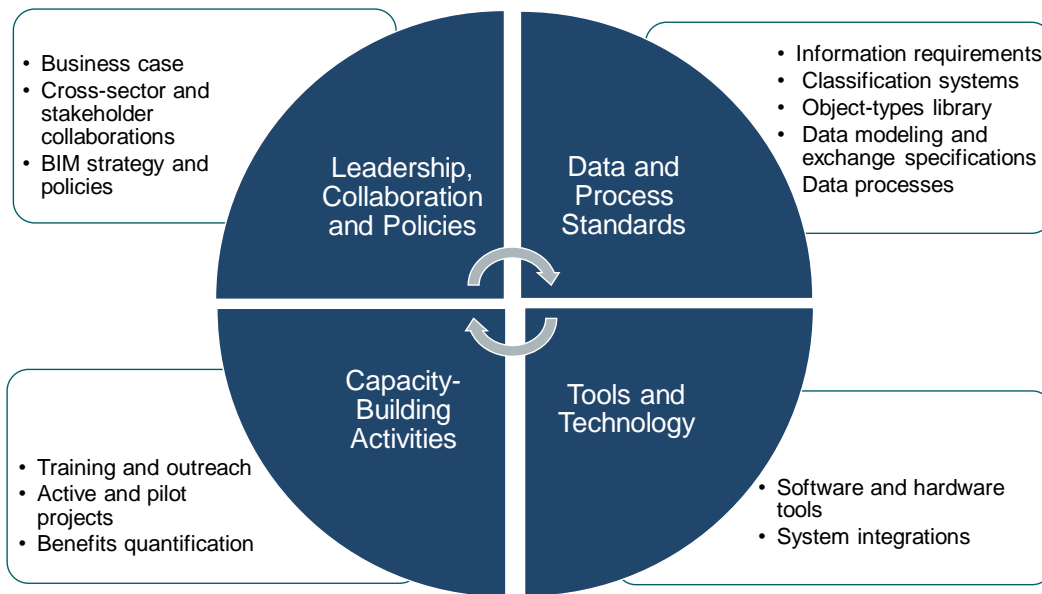 • Business case
• Cross-sector and
stakeholder
collaborations
• BIM strategy and
policies
Leadership,
Collaboration
and Policies
Data and
Process
Standards
• Information requirements
• Classification systems
• Object-types library
• Data modeling and
exchange specifications
Data processes
• Training and outreach
• Active and pilot
projects
• Benefits quantification
Capacity-
Building
Activities
Tools and
Technology
• Software and hardware
tools
• System integrations